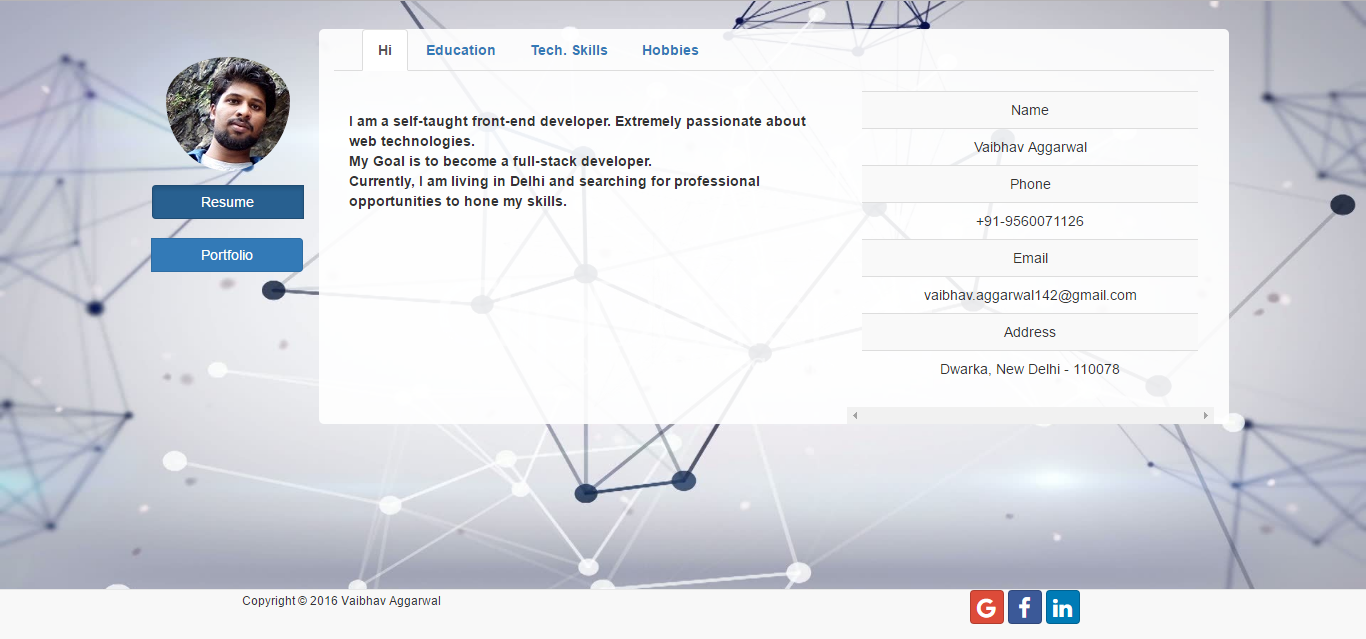 Hi
Education
Tech. Skills
Hobbies
Resume
Portfolio
I am a self-taught front-end developer. Extremely passionate about
web technologies.
My Goal is to become a full-stack developer.
Currently, I am living in Delhi and searching for professional
opportunities to hone my skills.
Name
Vaibhav Aggarwal
Phone
+91-9560071126
Email
vaibhav.aggarwal142@gmail.com
Address
Dwarka, New Delhi - 110078
Copyright © 2016 Vaibhav Aggarwal
G
f
in